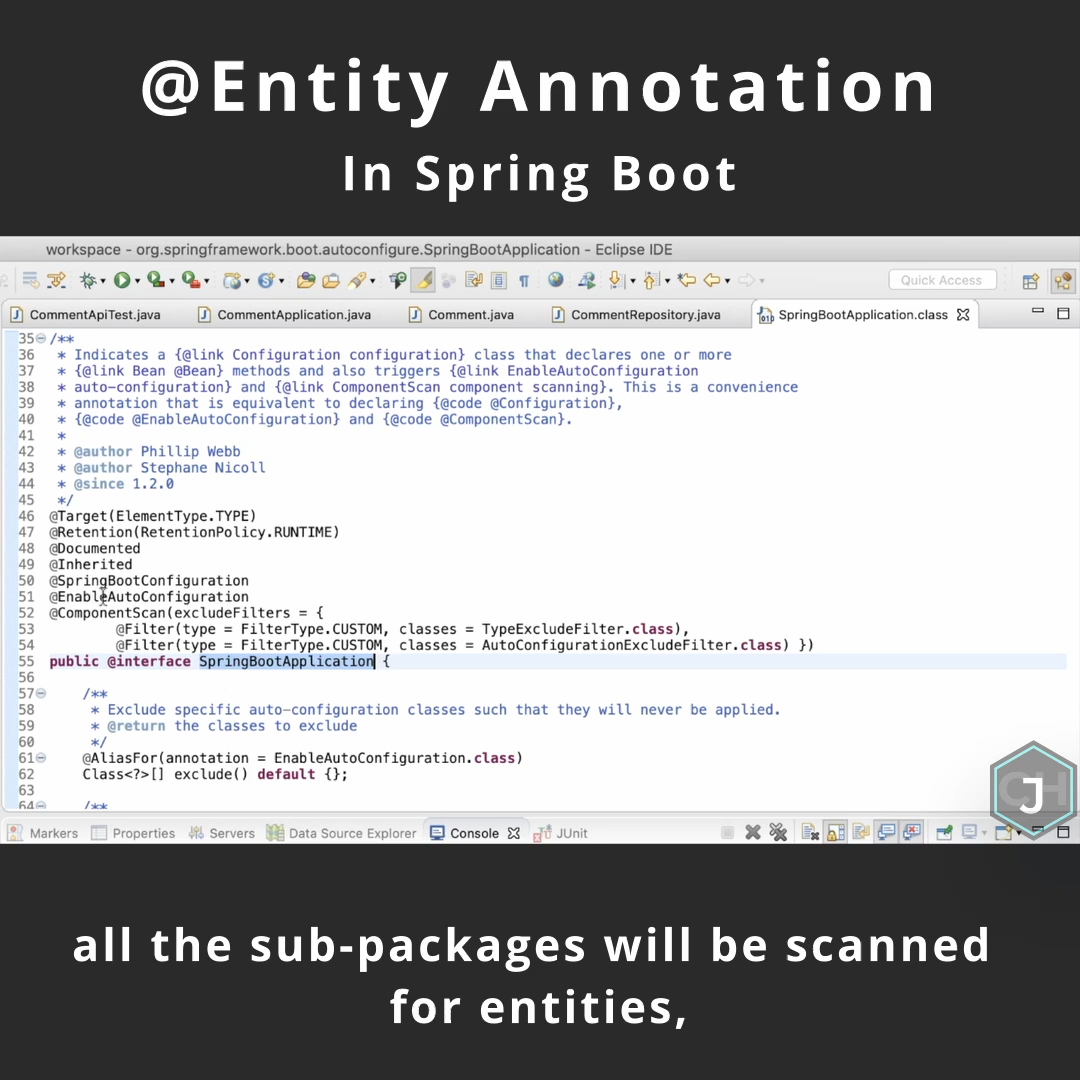 @Entity Annotation
In Spring Boot
workspace - org.springframework.boot.autoconfigure.SpringBootApplication - Eclipse IDE
Quick Access
CommentApiTest.java CommentApplication.java Comment.java CommentRepository.java SpringBootApplication.class
35 /**
36 * Indicates a {@link Configuration configuration} class that declares one or more
37 * {@link Bean @Bean} methods and also triggers {@link EnableAutoConfiguration
38 * auto-configuration} and {@link ComponentScan component scanning}. This is a convenience
39 * annotation that is equivalent to declaring {@code @Configuration},
40 * {@code @EnableAutoConfiguration} and {@code @ComponentScan}.
41 *
42 * @author Phillip Webb
43 * @author Stephane Nicoll
44 * @since 1.2.0
45 */
46 @Target(ElementType.TYPE)
47 @Retention(RetentionPolicy.RUNTIME)
48 @Documented
49 @Inherited
50 @SpringBootConfiguration
51 @EnableAutoConfiguration
52 @ComponentScan(excludeFilters = {
53 @Filter(type = FilterType.CUSTOM, classes = TypeExcludeFilter.class),
54 @Filter(type = FilterType.CUSTOM, classes = AutoConfigurationExcludeFilter.class) })
55 public @interface SpringBootApplication {
56
57 /**
58 * Exclude specific auto-configuration classes such that they will never be applied.
59 * @return the classes to exclude
60 */
61 @AliasFor(annotation = EnableAutoConfiguration.class)
62 Class<?>[] exclude() default {};
63
64 /**
CH
J
Markers Properties Servers Data Source Explorer Console JUnit
all the sub-packages will be scanned
for entities,